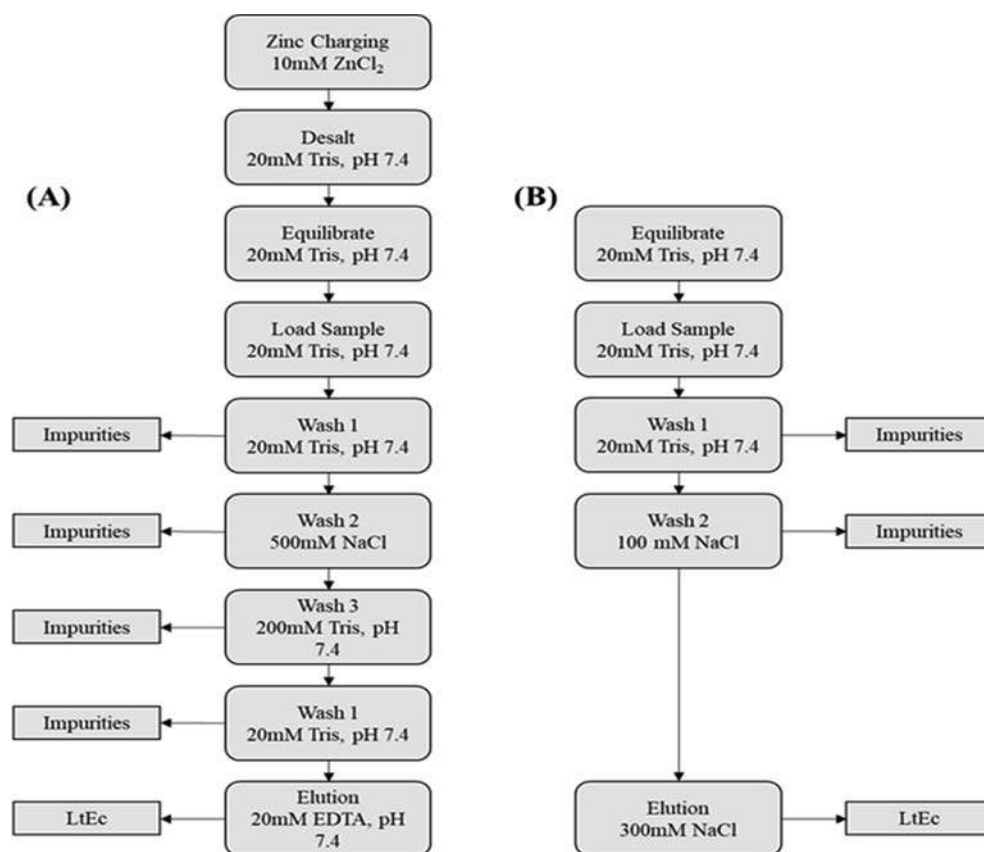 (A)
Zinc Charging
10mM ZnCl₂
Desalt
20mM Tris, pH 7.4
Equilibrate
20mM Tris, pH 7.4
Load Sample
20mM Tris, pH 7.4
Wash 1
20mM Tris, pH 7.4
Impurities
Wash 2
500mM NaCl
Impurities
Wash 3
200mM Tris, pH
7.4
Impurities
Wash 1
20mM Tris, pH 7.4
Impurities
Elution
20mM EDTA, pH
7.4
LtEc
(B)
Equilibrate
20mM Tris, pH 7.4
Load Sample
20mM Tris, pH 7.4
Wash 1
20mM Tris, pH 7.4
Impurities
Wash 2
100 mM NaCl
Impurities
Elution
300mM NaCl
LtEc